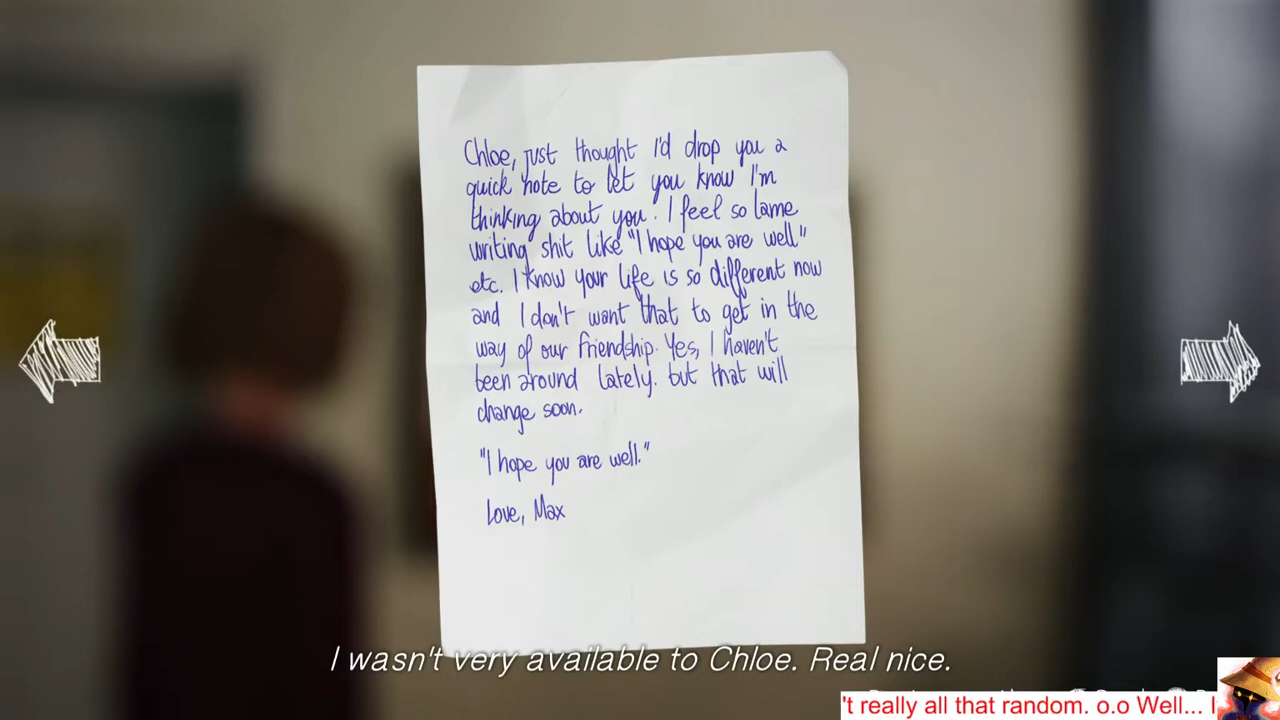 Chloe, just thought I'd drop you a
quick note to let you know I'm
thinking about you. I feel so lame
writing shit like "I hope you are well"
etc. I know your life is so different now
and I don't want that to get in the
way of our friendship. Yes, I haven't
been around lately. but that will
change soon.
"I hope you are well."
Love, Max
I wasn't very available to Chloe. Real nice.
't really all that random. o.o Well... I